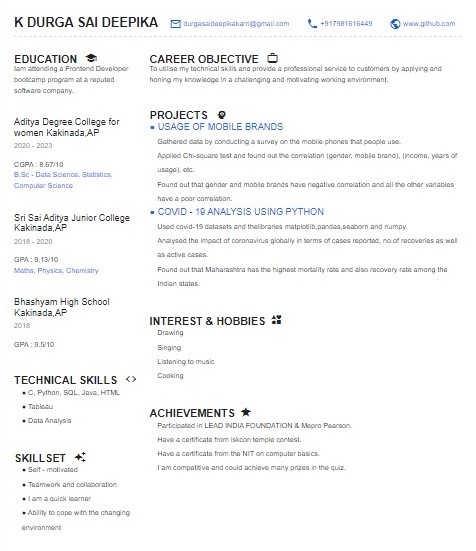 K DURGA SAI DEEPIKA
durgasaideepikakarri@gmail.com
+917981616449
www.github.com
EDUCATION
Iam attending a Frontend Developer
bootcamp program at a reputed
software company.
Aditya Degree College for
women Kakinada,AP
2020 - 2023
CGPA : 8.67/10
B.Sc - Data Science, Statistics,
Computer Science
Sri Sai Aditya Junior College
Kakinada,AP
2018 - 2020
GPA : 9.13/10
Maths, Physics, Chemistry
Bhashyam High School
Kakinada,AP
2018
GPA : 9.5/10
TECHNICAL SKILLS
● C, Python, SQL, Java, HTML
● Tableau
● Data Analysis
SKILLSET
● Self - motivated
● Teamwork and collaboration
● I am a quick learner
● Ability to cope with the changing
environment
CAREER OBJECTIVE
To utilise my technical skills and provide a professional service to customers by applying and
honing my knowledge in a challenging and motivating working environment.
PROJECTS
● USAGE OF MOBILE BRANDS
Gathered data by conducting a survey on the mobile phones that people use.
Applied Chi-square test and found out the correlation (gender, mobile brand), (income, years of
usage), etc.
Found out that gender and mobile brands have negative correlation and all the other variables
have a poor correlation.
● COVID - 19 ANALYSIS USING PYTHON
Used covid-19 datasets and thelibraries matplotlib,pandas,seaborn and numpy.
Analysed the impact of coronavirus globally in terms of cases reported, no.of recoveries as well
as active cases.
Found out that Maharashtra has the highest mortality rate and also recovery rate among the
Indian states.
INTEREST & HOBBIES
Drawing
Singing
Listening to music
Cooking
ACHIEVEMENTS
Participated in LEAD INDIA FOUNDATION & Mepro Pearson.
Have a certificate from iskcon temple contest.
Have a certificate from the NIT on computer basics.
I am competitive and could achieve many prizes in the quiz.